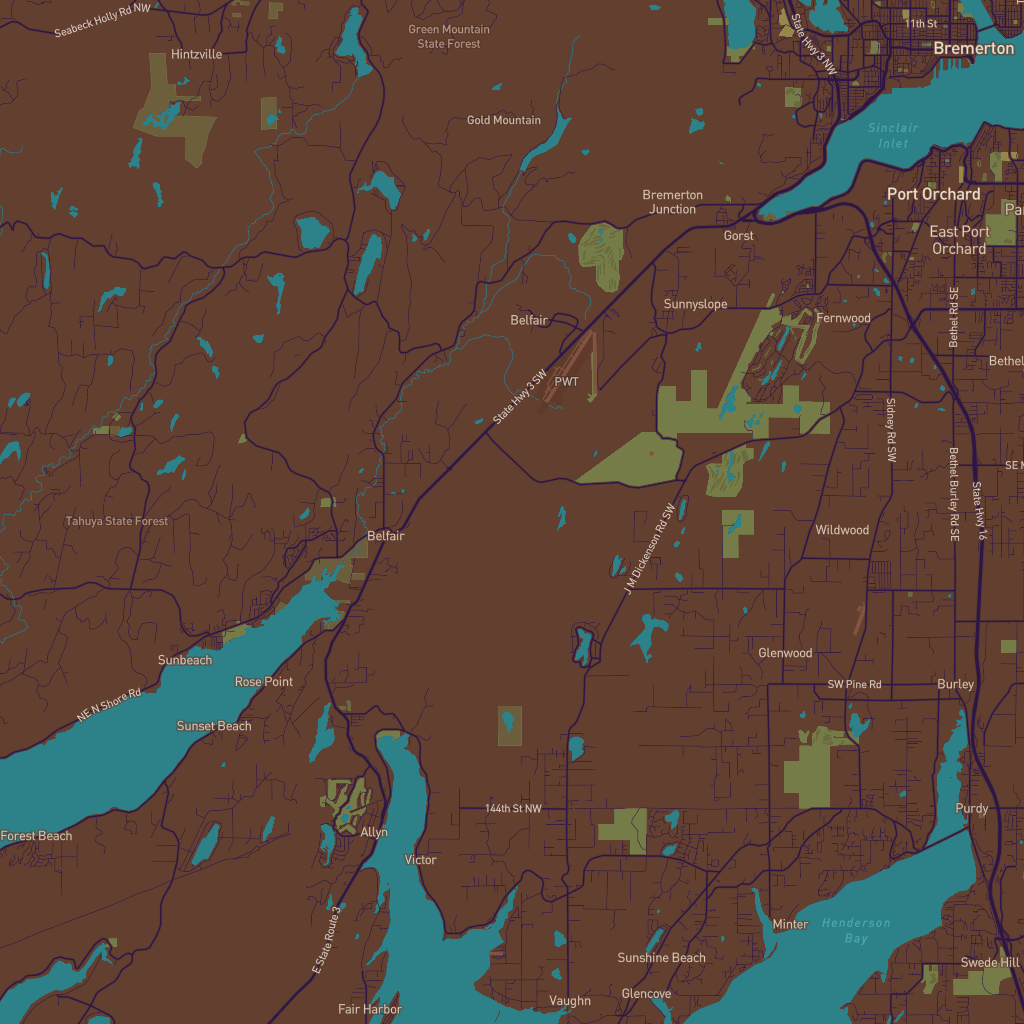 Seabeck Holly Rd NW
Hintzville
Green Mountain
State Forest
State Hwy 3 NW
11th St
Bremerton
Gold Mountain
Sinclair
Inlet
Bremerton
Junction
Port Orchard
Gorst
East Port
Orchard
Sunnyslope
Belfair
Fernwood
Bethel Rd SE
PWT
State Hwy 3 SW
Sidney Rd SW
Bethel Burley Rd SE
State Hwy 16
Tahuya State Forest
Belfair
J M Dickenson Rd SW
Wildwood
Glenwood
Sunbeach
Rose Point
SW Pine Rd
Burley
NE N Shore Rd
Sunset Beach
144th St NW
Purdy
Forest Beach
Allyn
Victor
E State Route 3
Minter
Henderson
Bay
Sunshine Beach
Swede Hill
Glencove
Vaughn
Fair Harbor